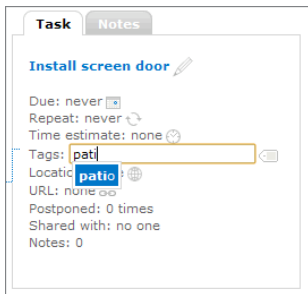 Task Notes
Install screen door
Due: never
Repeat: never
Time estimate: none
Tags: pati
Locatio e
patio
URL: none
Postponed: 0 times
Shared with: no one
Notes: 0